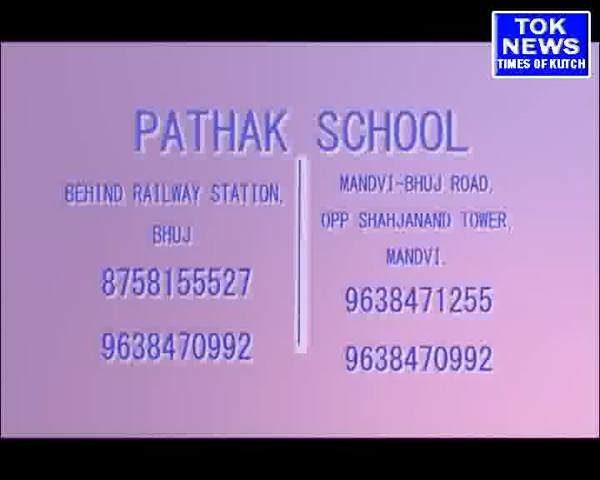 TOK
NEWS
TIMES OF KUTCH
PATHAK SCHOOL
BEHIND RAILWAY STATION,
BHUJ
8758155527
9638470992
MANDVI-BHUJ ROAD,
OPP SHAHJANAND TOWER,
MANDVI.
9638471255
9638470992